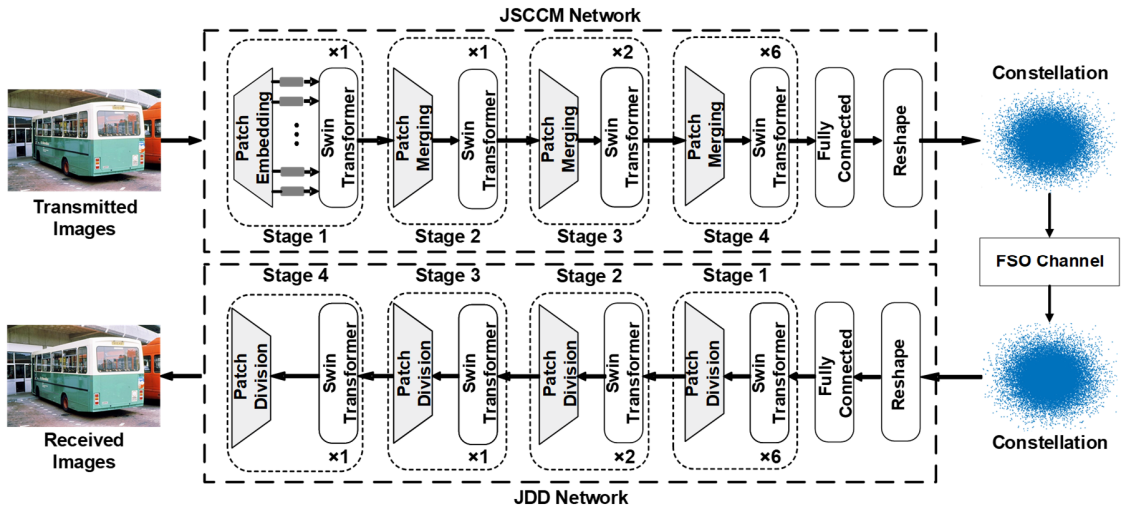 JSCCM Network
Transmitted
Images
Patch
Embedding
×1
Swin
Transformer
Stage 1
Patch
Merging
×1
Swin
Transformer
Stage 2
Patch
Merging
×2
Swin
Transformer
Stage 3
Patch
Merging
×6
Swin
Transformer
Stage 4
Fully
Connected
Reshape
Constellation
FSO Channel
Constellation
Reshape
Fully
Connected
Stage 1
Swin
Transformer
×6
Patch
Division
Stage 2
Swin
Transformer
×2
Patch
Division
Stage 3
Swin
Transformer
×1
Patch
Division
Stage 4
Swin
Transformer
×1
Patch
Division
Received
Images
JDD Network